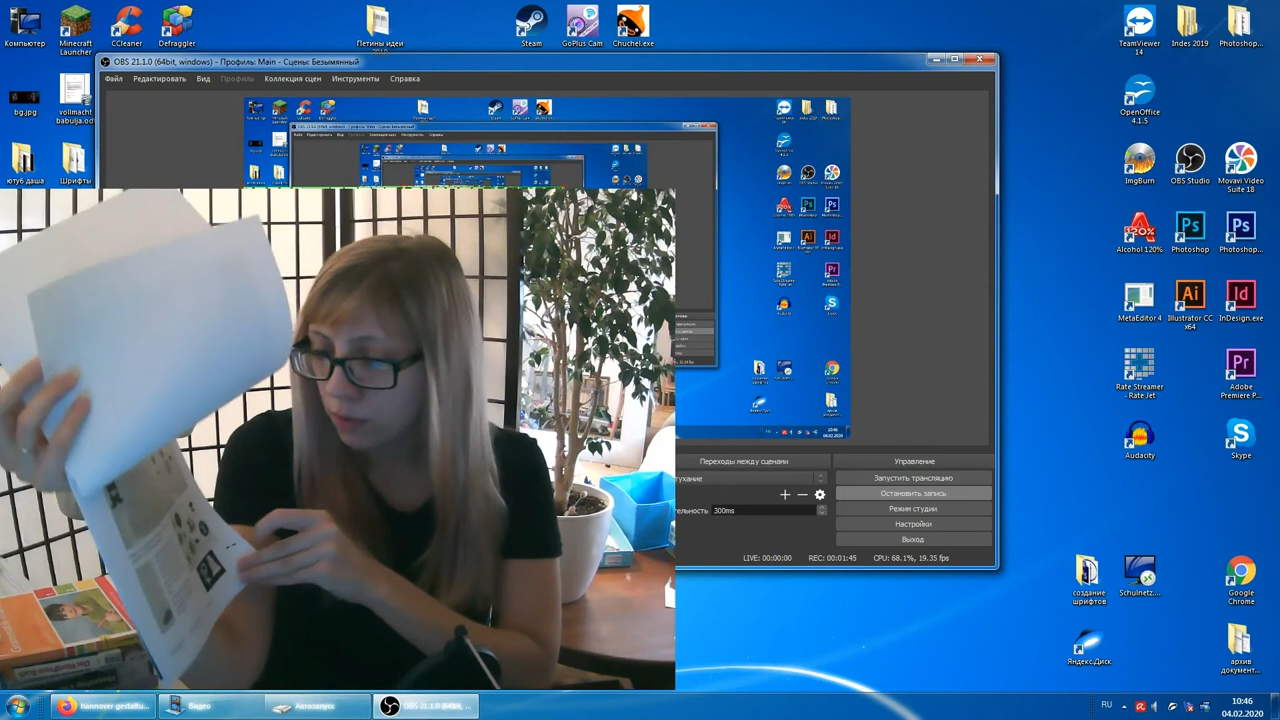 Компьютер
Minecraft
Launcher
CCleaner
Defraggler
Петины идеи
2019
Steam
GoPlus Cam
Chuchel.exe
TeamViewer
14
Indes 2019
Photoshop...
OBS 21.1.0 (64bit, windows) - Профиль: Main - Сцены: Безымянный
Файл Редактировать Вид Профиль Коллекция сцен Инструменты Справка
bg.jpg
vollmacht
babulja.odt
OpenOffice
4.1.5
ютуб даша
Шрифты
ImgBurn
OBS Studio
Movavi Video
Suite 18
Alcohol 120%
Photoshop
Photoshop...
MetaEditor 4
Illustrator CC
x64
InDesign.exe
Rate Streamer
- Rate Jet
Adobe
Premiere P...
Audacity
Skype
Переходы между сценами
Управление
тухание
Запустить трансляцию
Остановить запись
тельность 300ms
Режим студии
Настройки
Выход
LIVE: 00:00:00 REC: 00:01:45 CPU: 68.1%, 19.35 fps
создание
шрифтов
Schulnetz....
Google
Chrome
Яндекс.Диск
архив
документ...
hannover gestaltu...
Видео
Автозапуск
OBS 21.1.0 (64bit, ...
RU
10:46
04.02.2020